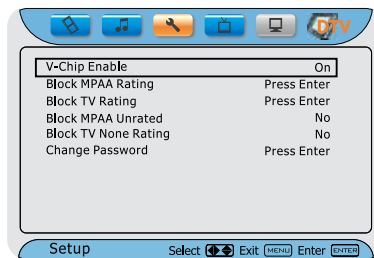 DTV
V-Chip Enable On
Block MPAA Rating Press Enter
Block TV Rating Press Enter
Block MPAA Unrated No
Block TV None Rating No
Change Password Press Enter
Setup Select Exit MENU Enter ENTER